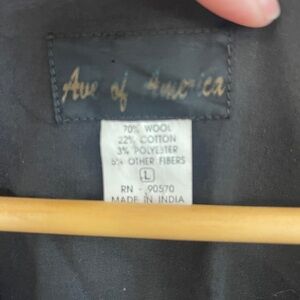 Ave of America
70% WOOL
22% COTTON
3% POLYESTER
5% OTHER FIBERS
L
RN - 90570
MADE IN INDIA